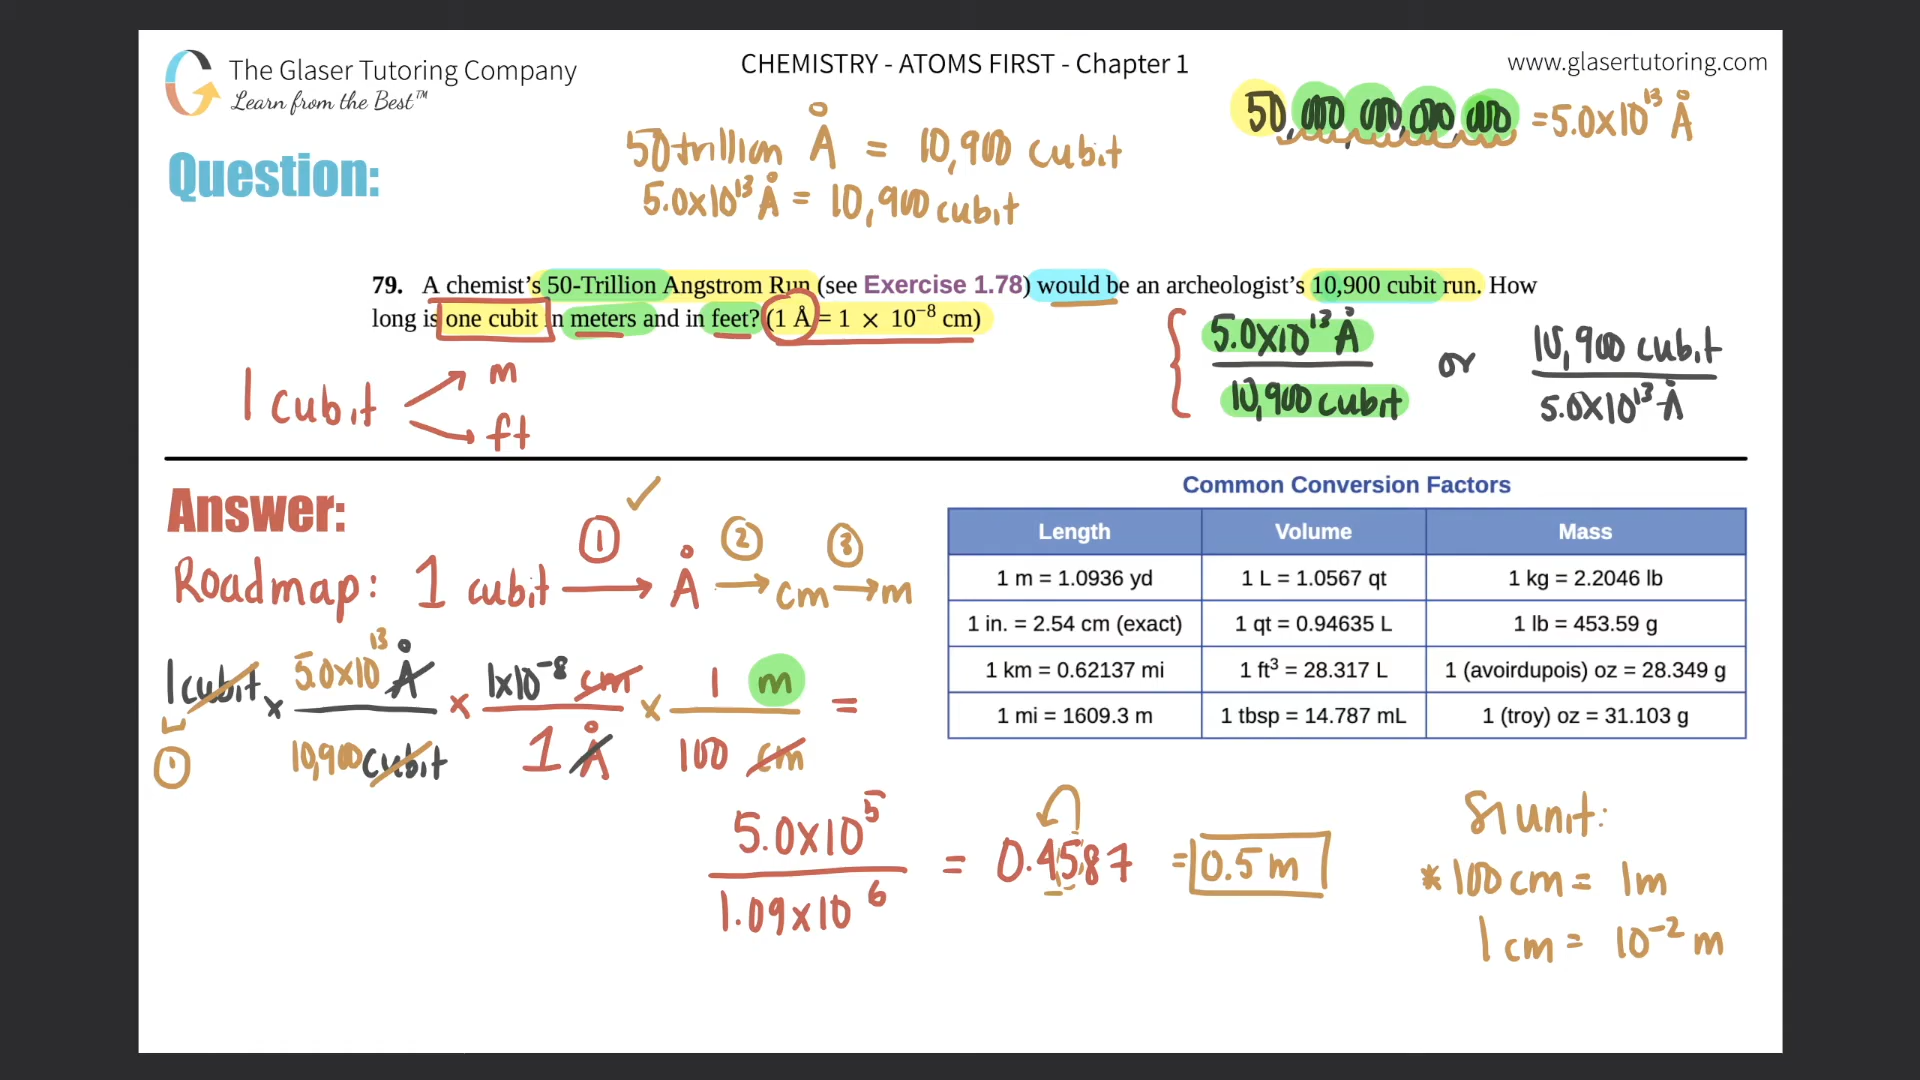 The Glaser Tutoring Company
Learn from the Best™
CHEMISTRY - ATOMS FIRST - Chapter 1
www.glasertutoring.com
50,000,000,000,000 = 5.0x10¹³ Å
50 trillion Å = 10,900 cubit
5.0x10¹³ Å = 10,900 cubit
Question:
79. A chemist's 50-Trillion Angstrom Run (see Exercise 1.78) would be an archeologist's 10,900 cubit run. How
long is one cubit in meters and in feet? (1 Å = 1 × 10⁻⁸ cm)
1 cubit
m
ft
5.0x10¹³ Å
10,900 cubit
or
10,900 cubit
5.0x10¹³ Å
Answer:
① ② ③
Roadmap: 1 cubit → Å → cm → m
1 cubit x 5.0x10¹³ Å x 1x10⁻⁸ cm x 1 m =
10,900 cubit 1 Å 100 cm
①
5.0x10⁵ = 0.4587 = 0.5 m
1.09x10⁶
Common Conversion Factors
Length Volume Mass
1 m = 1.0936 yd 1 L = 1.0567 qt 1 kg = 2.2046 lb
1 in. = 2.54 cm (exact) 1 qt = 0.94635 L 1 lb = 453.59 g
1 km = 0.62137 mi 1 ft³ = 28.317 L 1 (avoirdupois) oz = 28.349 g
1 mi = 1609.3 m 1 tbsp = 14.787 mL 1 (troy) oz = 31.103 g
SI unit:
* 100 cm = 1m
1 cm = 10⁻² m